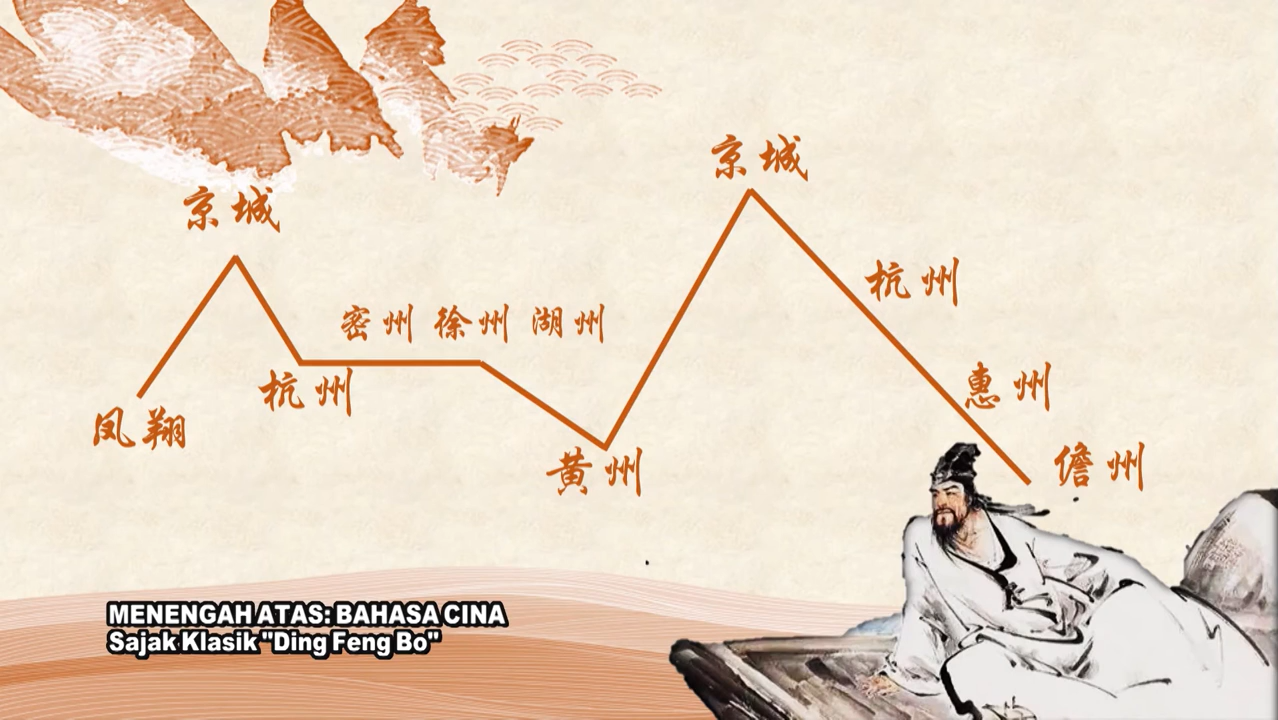 京城
京城
杭州
密州 徐州 湖州
杭州
惠州
凤翔
黄州
儋州
MENENGAH ATAS: BAHASA CINA
Sajak Klasik "Ding Feng Bo"